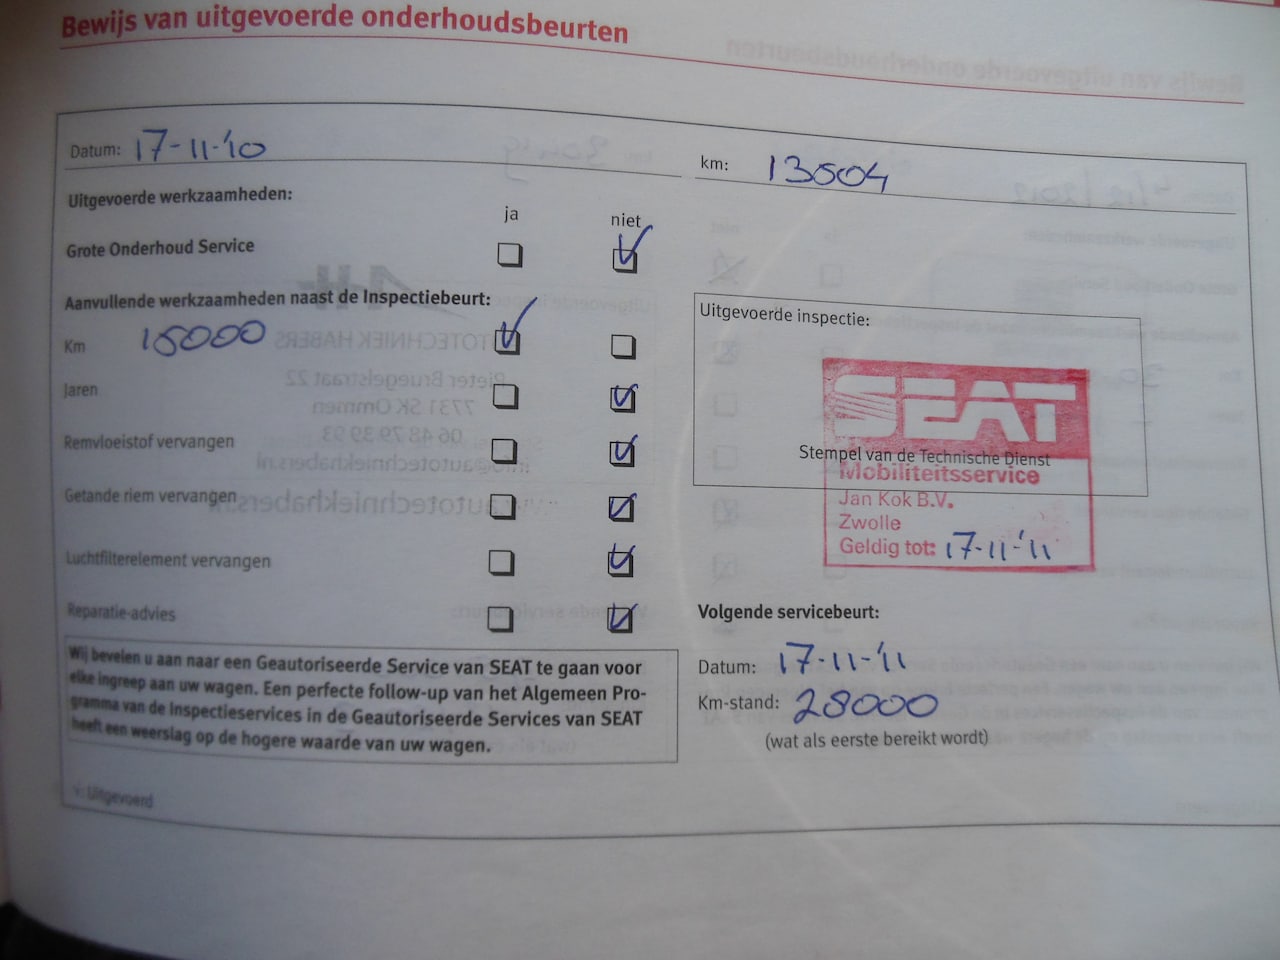 Bewijs van uitgevoerde onderhoudsbeurten
Datum: 17-11-'10
km: 13504
Uitgevoerde werkzaamheden:
ja niet
Grote Onderhoud Service
Aanvullende werkzaamheden naast de Inspectiebeurt:
Km 15000
Jaren
Remvloeistof vervangen
Getande riem vervangen
Luchtfilterelement vervangen
Reparatie-advies
Wij bevelen u aan naar een Geautoriseerde Service van SEAT te gaan voor
elke ingreep aan uw wagen. Een perfecte follow-up van het Algemeen Pro-
gramma van de Inspectieservices in de Geautoriseerde Services van SEAT
heeft een weerslag op de hogere waarde van uw wagen.
v: Uitgevoerd
Uitgevoerde inspectie:
SEAT
Stempel van de Technische Dienst
Mobiliteitsservice
Jan Kok B.V.
Zwolle
Geldig tot: 17-11-'11
Volgende servicebeurt:
Datum: 17-11-'11
Km-stand: 28000
(wat als eerste bereikt wordt)